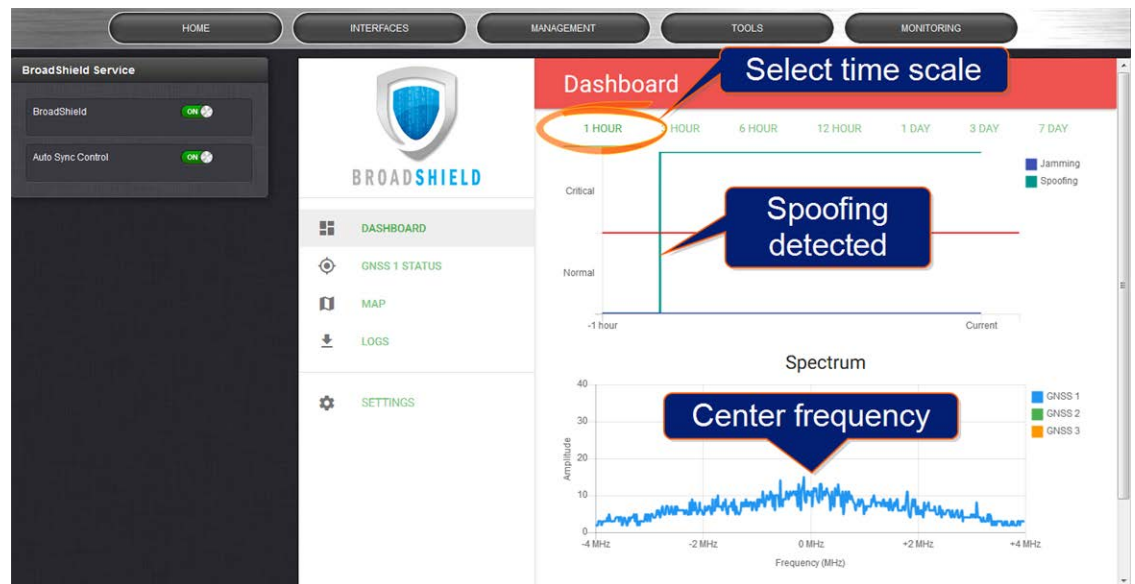 HOME INTERFACES MANAGEMENT TOOLS MONITORING
BroadShield Service
BroadShield ON
Auto Sync Control ON
BROADSHIELD
DASHBOARD
GNSS 1 STATUS
MAP
LOGS
SETTINGS
Dashboard
Select time scale
1 HOUR HOUR 6 HOUR 12 HOUR 1 DAY 3 DAY 7 DAY
Jamming
Spoofing
Critical
Spoofing
detected
Normal
-1 hour Current
Spectrum
40
GNSS 1
GNSS 2
GNSS 3
30
Center frequency
Amplitude
20
10
0
-4 MHz -2 MHz 0 MHz +2 MHz +4 MHz
Frequency (MHz)